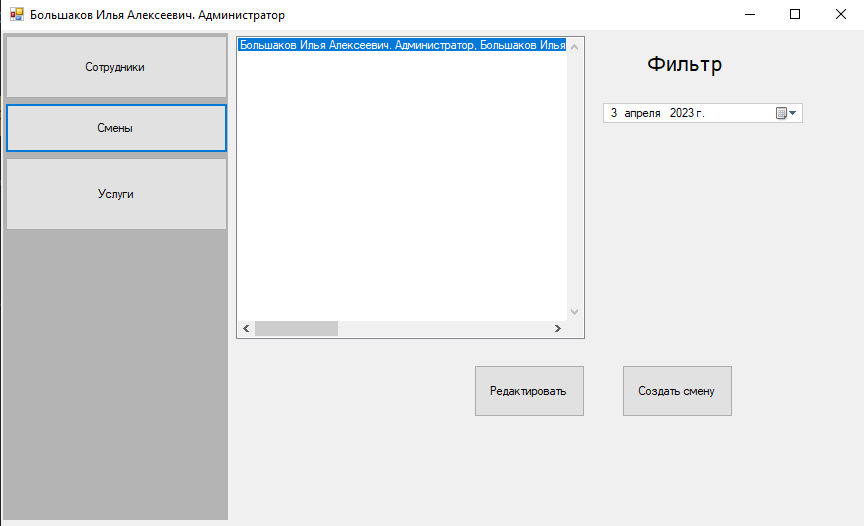 Большаков Илья Алексеевич. Администратор
Сотрудники
Смены
Услуги
Большаков Илья Алексеевич. Администратор, Большаков Илья
Фильтр
3 апреля 2023 г.
Редактировать
Создать смену